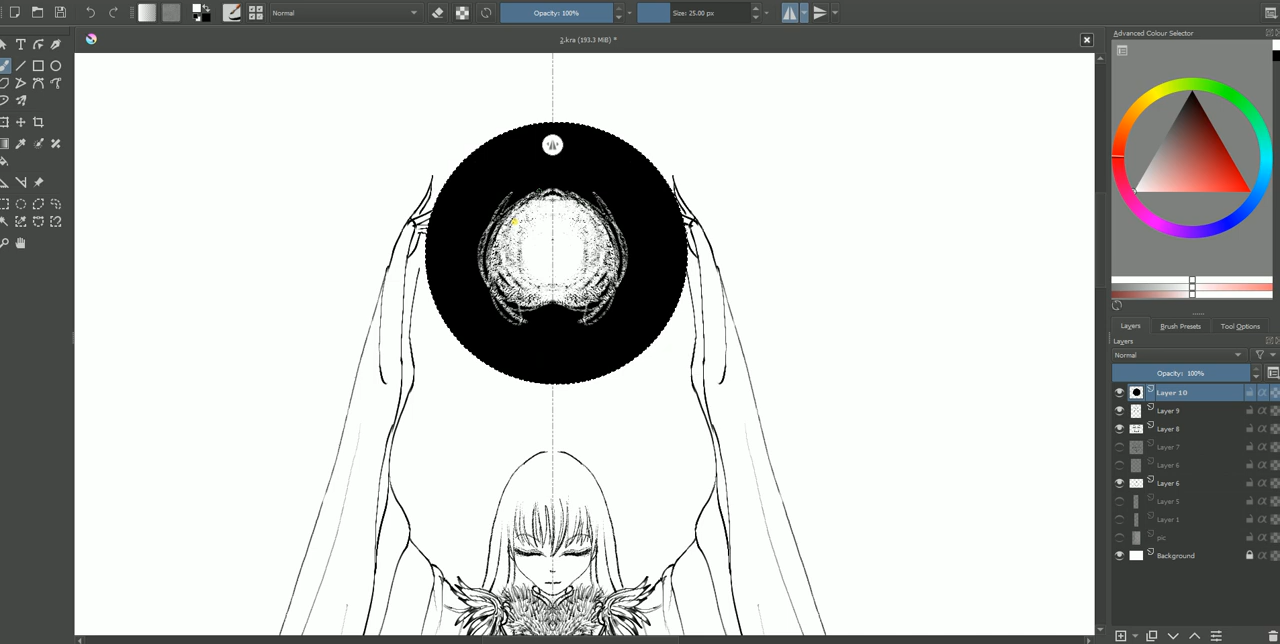 Normal
Opacity: 100%
Size: 25.00 px
2.kra (193.3 MiB) *
Advanced Colour Selector
Layers
Brush Presets
Tool Options
Layers
Normal
Opacity: 100%
Layer 10
Layer 9
Layer 8
Layer 7
Layer 6
Layer 6
Layer 5
Layer 1
pic
Background